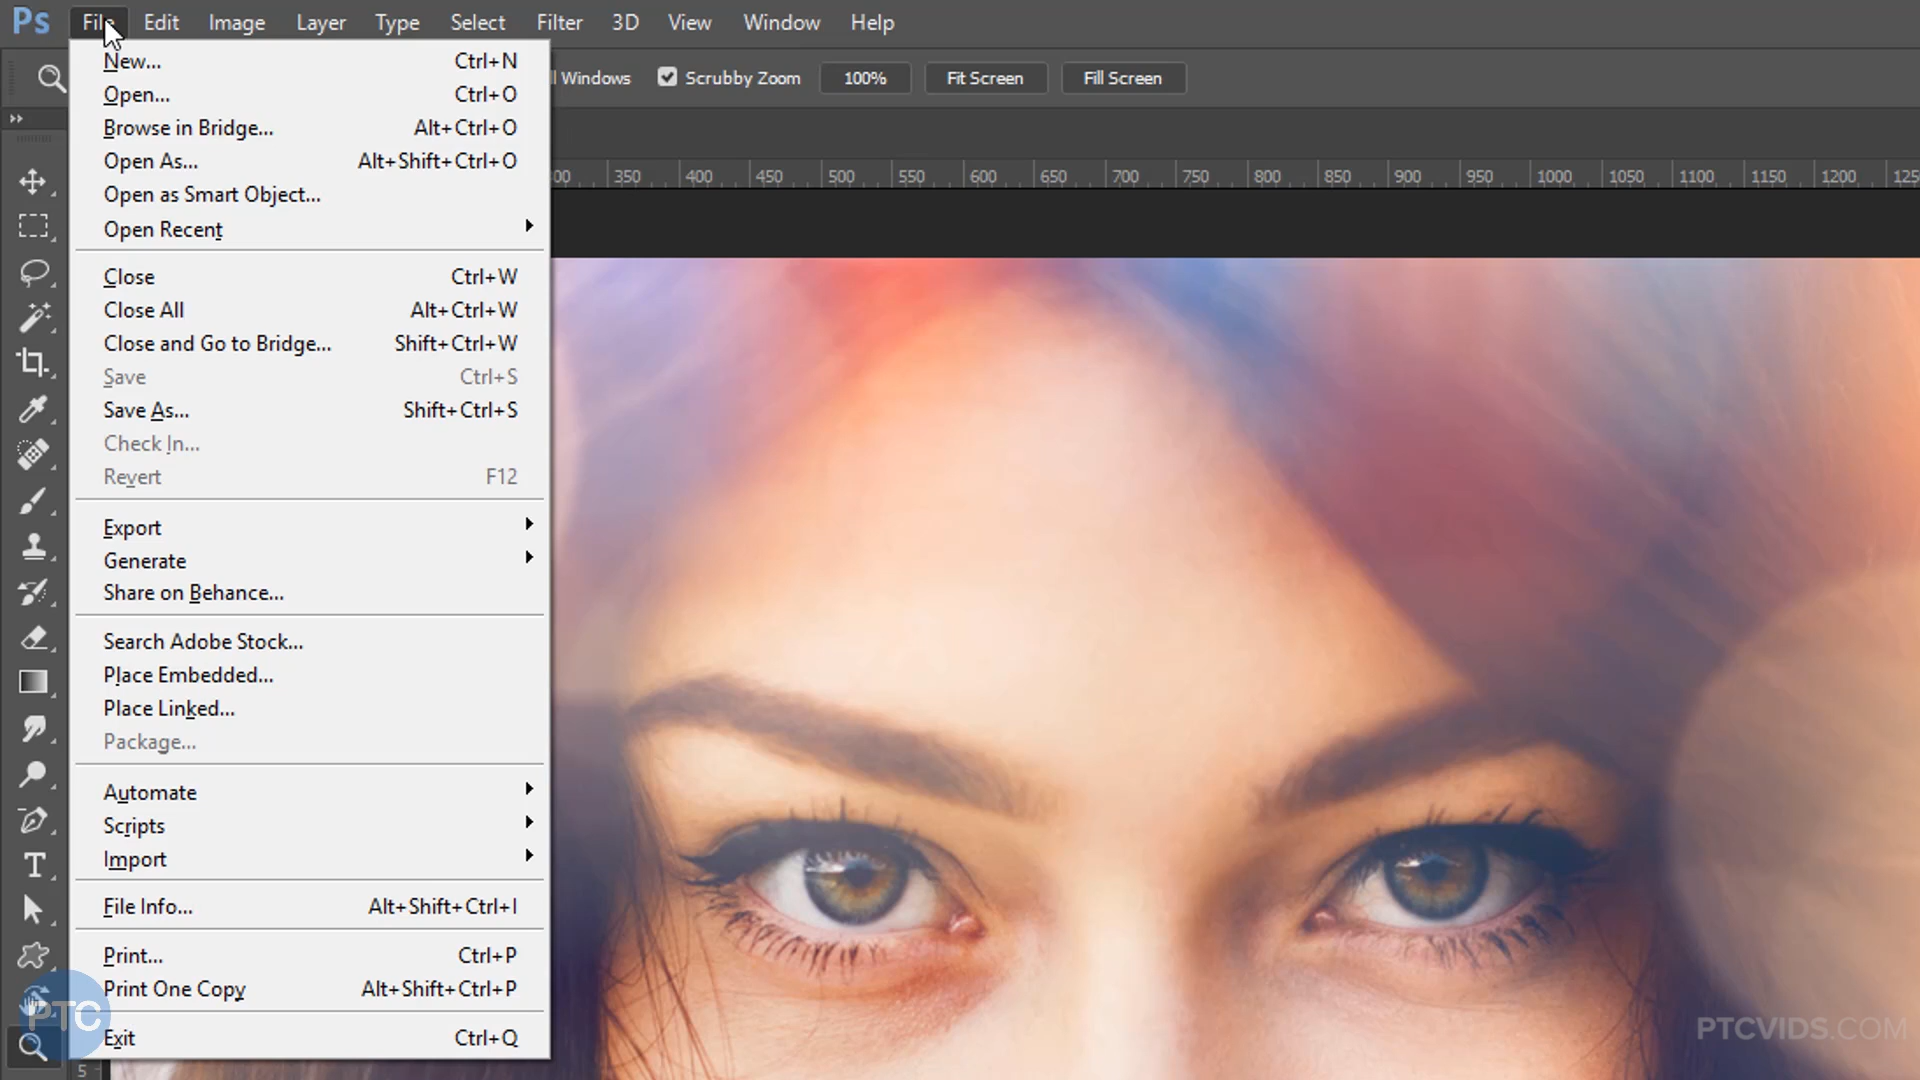 Ps File Edit Image Layer Type Select Filter 3D View Window Help
Windows Scrubby Zoom 100% Fit Screen Fill Screen
350 400 450 500 550 600 650 700 750 800 850 900 950 1000 1050 1100 1150 1200
New... Ctrl+N
Open... Ctrl+O
Browse in Bridge... Alt+Ctrl+O
Open As... Alt+Shift+Ctrl+O
Open as Smart Object...
Open Recent
Close Ctrl+W
Close All Alt+Ctrl+W
Close and Go to Bridge... Shift+Ctrl+W
Save Ctrl+S
Save As... Shift+Ctrl+S
Check In...
Revert F12
Export
Generate
Share on Behance...
Search Adobe Stock...
Place Embedded...
Place Linked...
Package...
Automate
Scripts
Import
File Info... Alt+Shift+Ctrl+I
Print... Ctrl+P
Print One Copy Alt+Shift+Ctrl+P
Exit Ctrl+Q
PTC
PTCVIDS.COM
5